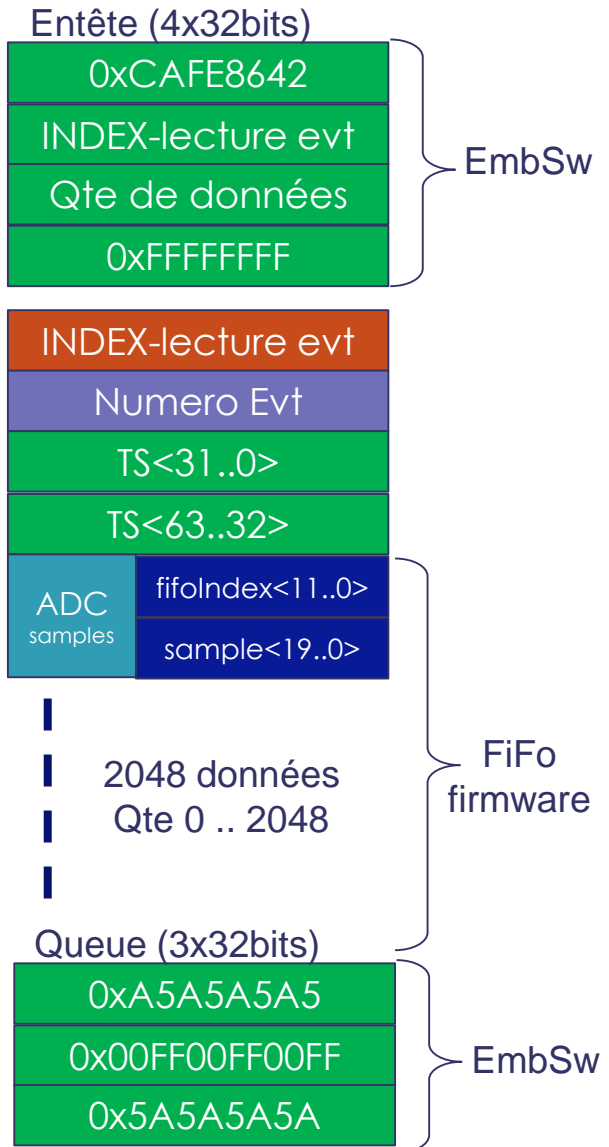 Entête (4x32bits)
0xCAFE8642
INDEX-lecture evt
Qte de données
0xFFFFFFFF
EmbSw
INDEX-lecture evt
Numero Evt
TS<31..0>
TS<63..32>
ADC
samples
fifoIndex<11..0>
sample<19..0>
2048 données
Qte 0 .. 2048
FiFo
firmware
Queue (3x32bits)
0xA5A5A5A5
0x00FF00FF00FF
0x5A5A5A5A
EmbSw